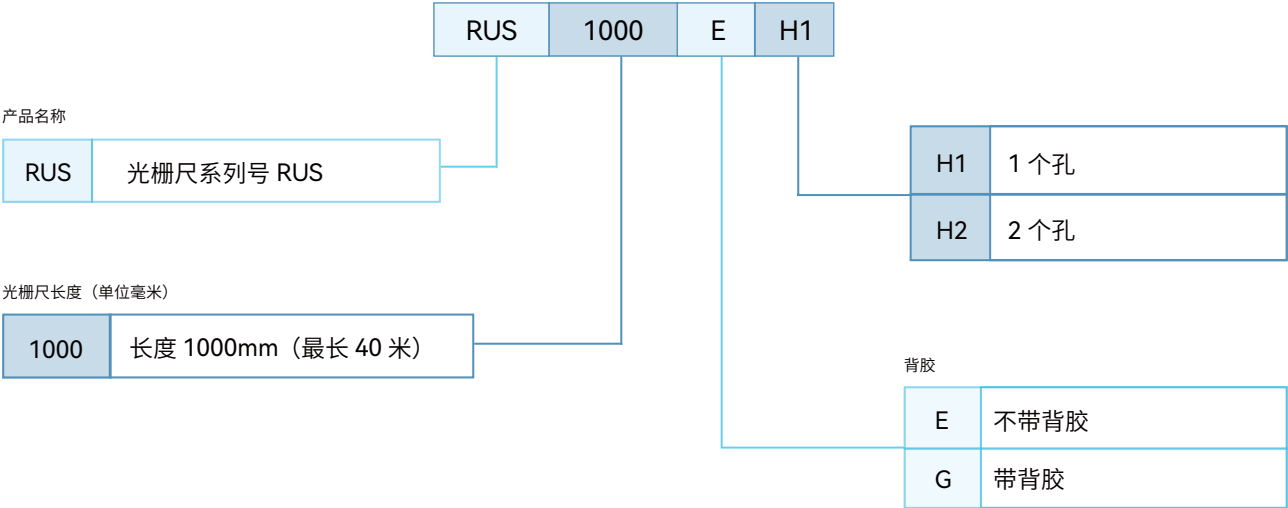 RUS 1000 E H1
产品名称
RUS 光栅尺系列号 RUS
H1 1 个孔
H2 2 个孔
光栅尺长度（单位毫米）
1000 长度 1000mm（最长 40 米）
背胶
E 不带背胶
G 带背胶